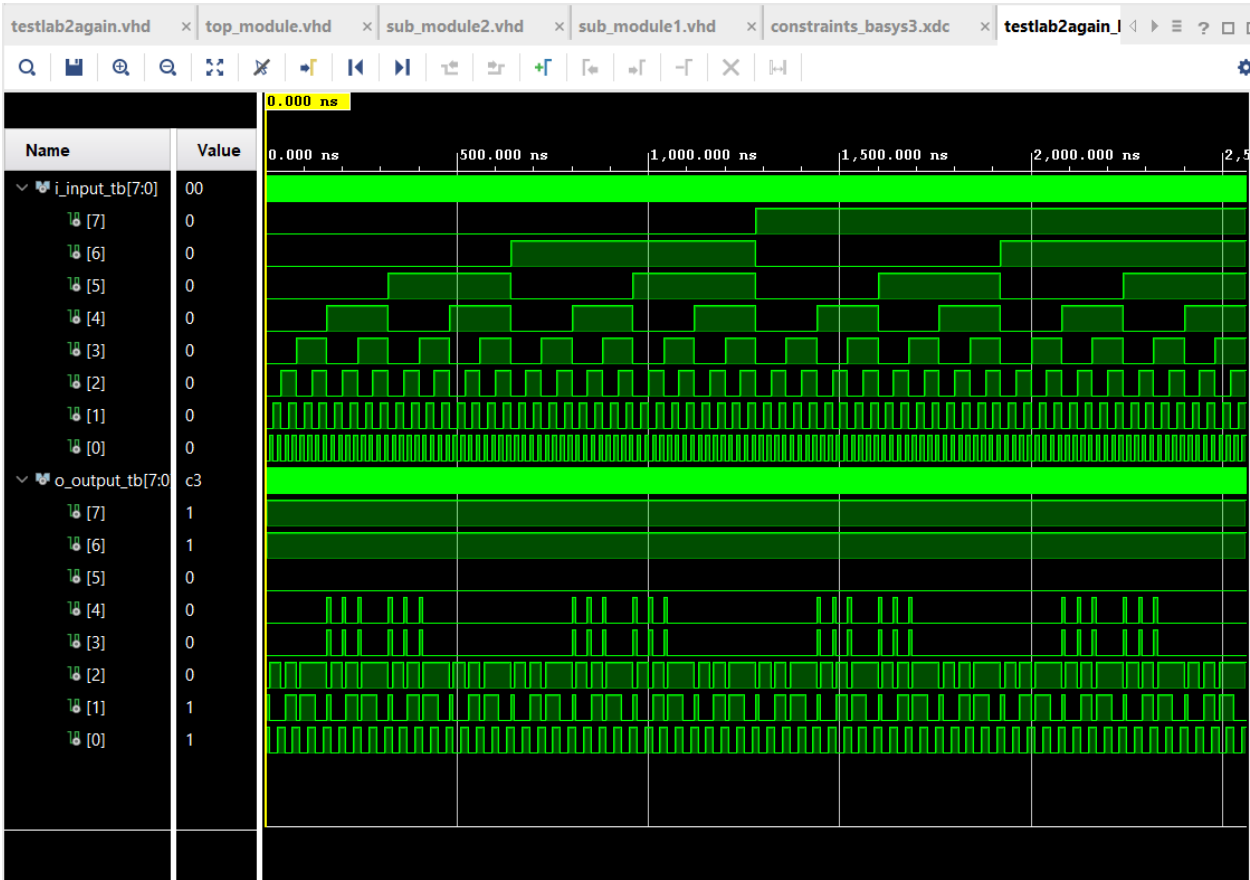 testlab2again.vhd × top_module.vhd × sub_module2.vhd × sub_module1.vhd × constraints_basys3.xdc × testlab2again_
?
0.000 ns
Name Value
0.000 ns 500.000 ns 1,000.000 ns 1,500.000 ns 2,000.000 ns 2,5
i_input_tb[7:0] 00
[7] 0
[6] 0
[5] 0
[4] 0
[3] 0
[2] 0
[1] 0
[0] 0
o_output_tb[7:0 c3
[7] 1
[6] 1
[5] 0
[4] 0
[3] 0
[2] 0
[1] 1
[0] 1